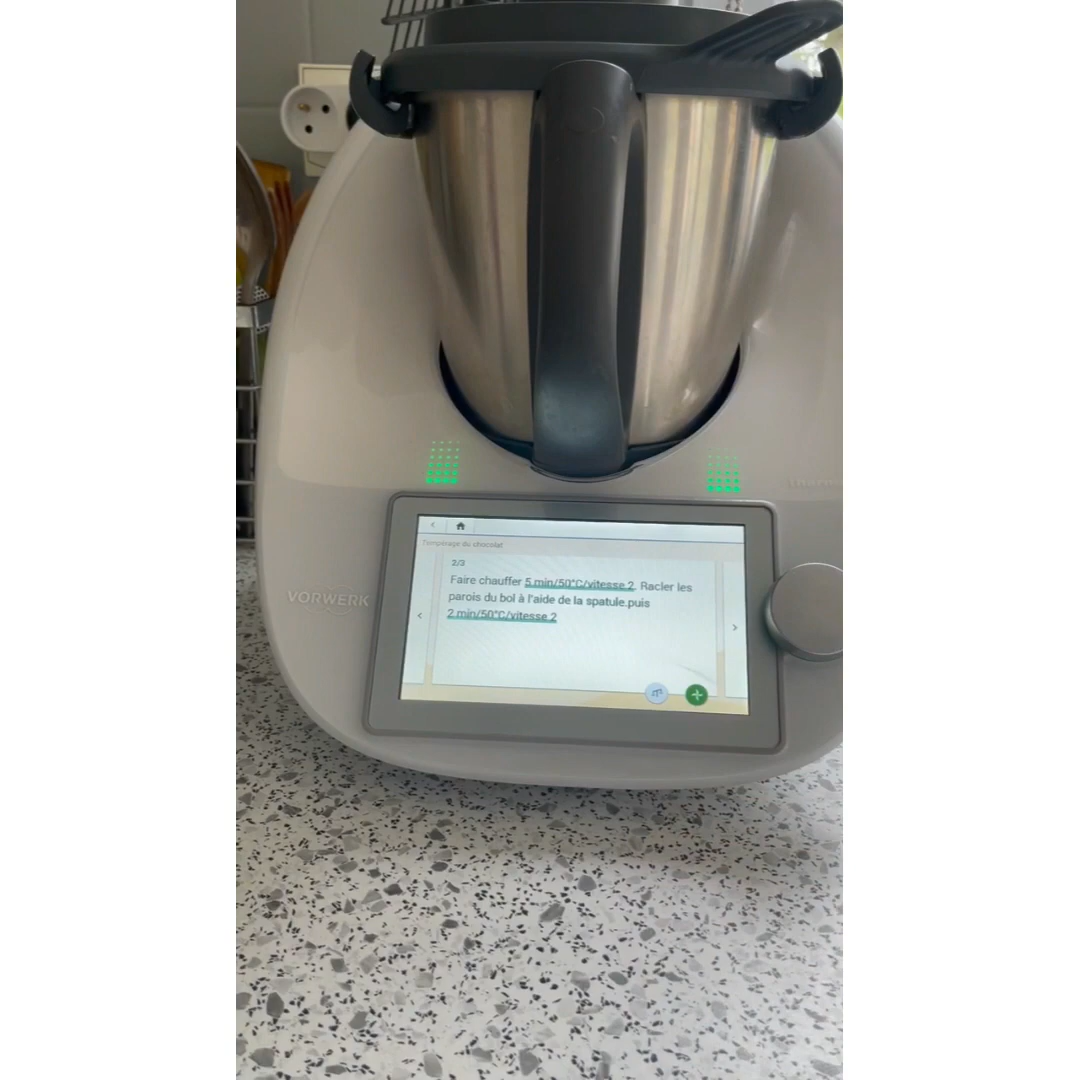 Tempérage du chocolat
2/3
Faire chauffer 5 min/50°C/vitesse 2. Racler les
parois du bol à l'aide de la spatule.puis
2 min/50°C/vitesse 2
VORWERK